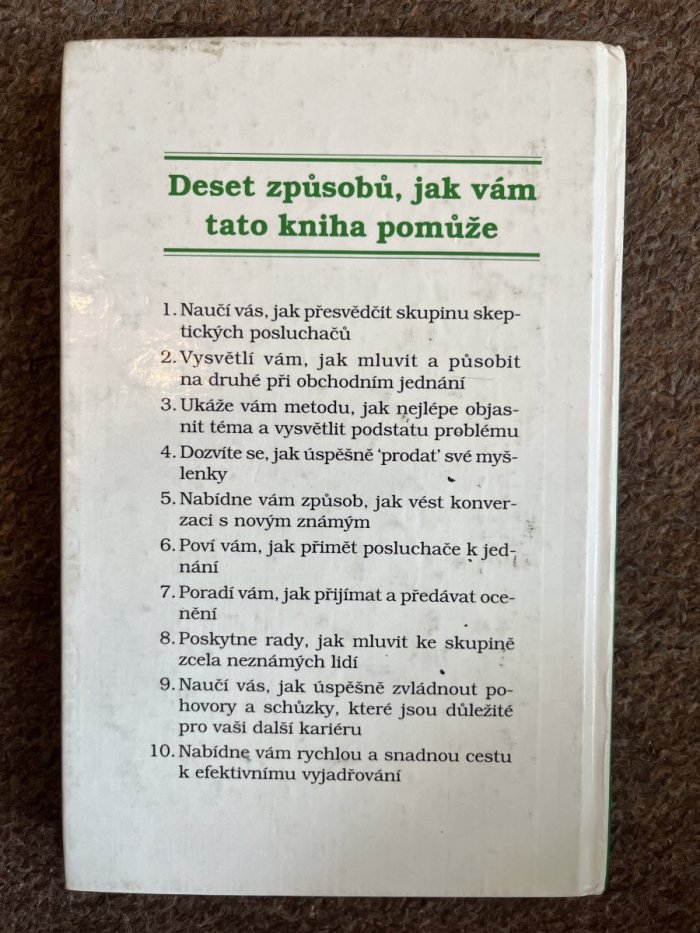 Deset způsobů, jak vám
tato kniha pomůže
1. Naučí vás, jak přesvědčit skupinu skep-
tických posluchačů
2. Vysvětlí vám, jak mluvit a působit
na druhé při obchodním jednání
3. Ukáže vám metodu, jak nejlépe objas-
nit téma a vysvětlit podstatu problému
4. Dozvíte se, jak úspěšně 'prodat' své myš-
lenky
5. Nabídne vám způsob, jak vést konver-
zaci s novým známým
6. Poví vám, jak přimět posluchače k jed-
nání
7. Poradí vám, jak přijímat a předávat oce-
nění
8. Poskytne rady, jak mluvit ke skupině
zcela neznámých lidí
9. Naučí vás, jak úspěšně zvládnout po-
hovory a schůzky, které jsou důležité
pro vaši další kariéru
10. Nabídne vám rychlou a snadnou cestu
k efektivnímu vyjadřování